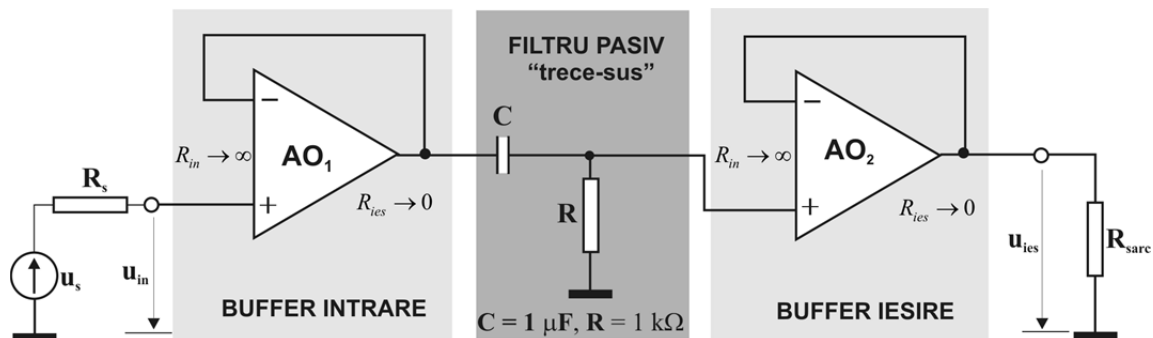 FILTRU PASIV
“trece-sus”
−
C
−
R_in → ∞
AO₁
R_in → ∞
AO₂
R_s
+
R_ies → 0
R
+
R_ies → 0
u_s
u_in
u_ies
R_sarc
BUFFER INTRARE
BUFFER IESIRE
C = 1 μF, R = 1 kΩ